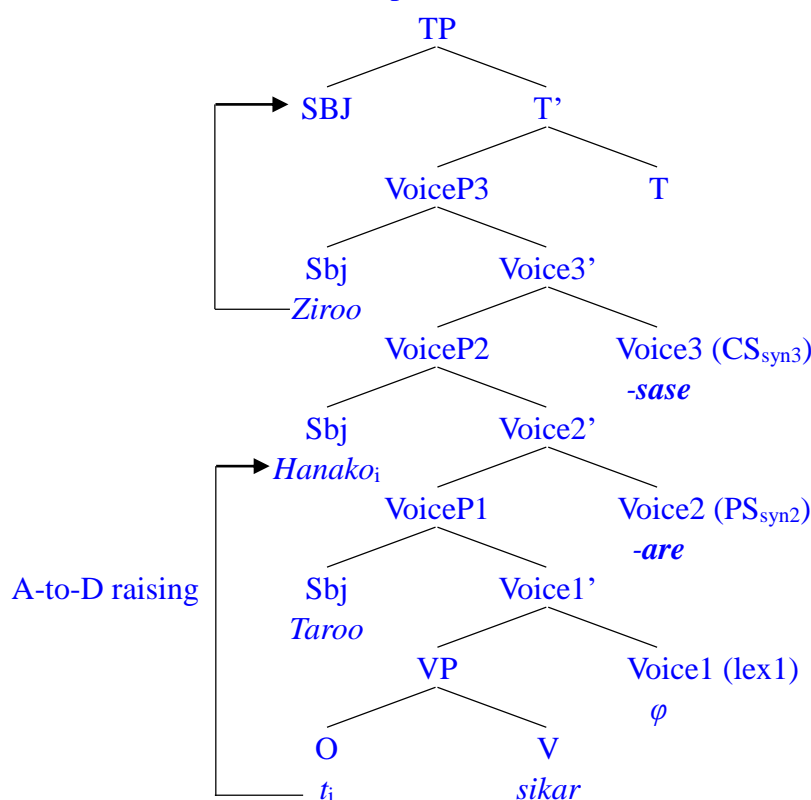 TP
SBJ T’
VoiceP3 T
Sbj Voice3’
Ziroo
VoiceP2 Voice3 (CSsyn3)
-sase
Sbj Voice2’
Hanakoi
VoiceP1 Voice2 (PSsyn2)
-are
A-to-D raising Sbj Voice1’
Taroo
VP Voice1 (lex1)
φ
O V
ti sikar